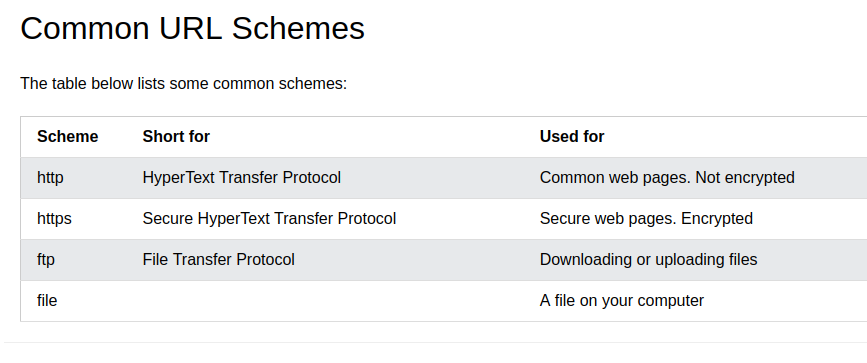 Common URL Schemes
The table below lists some common schemes:
Scheme Short for Used for
http HyperText Transfer Protocol Common web pages. Not encrypted
https Secure HyperText Transfer Protocol Secure web pages. Encrypted
ftp File Transfer Protocol Downloading or uploading files
file A file on your computer